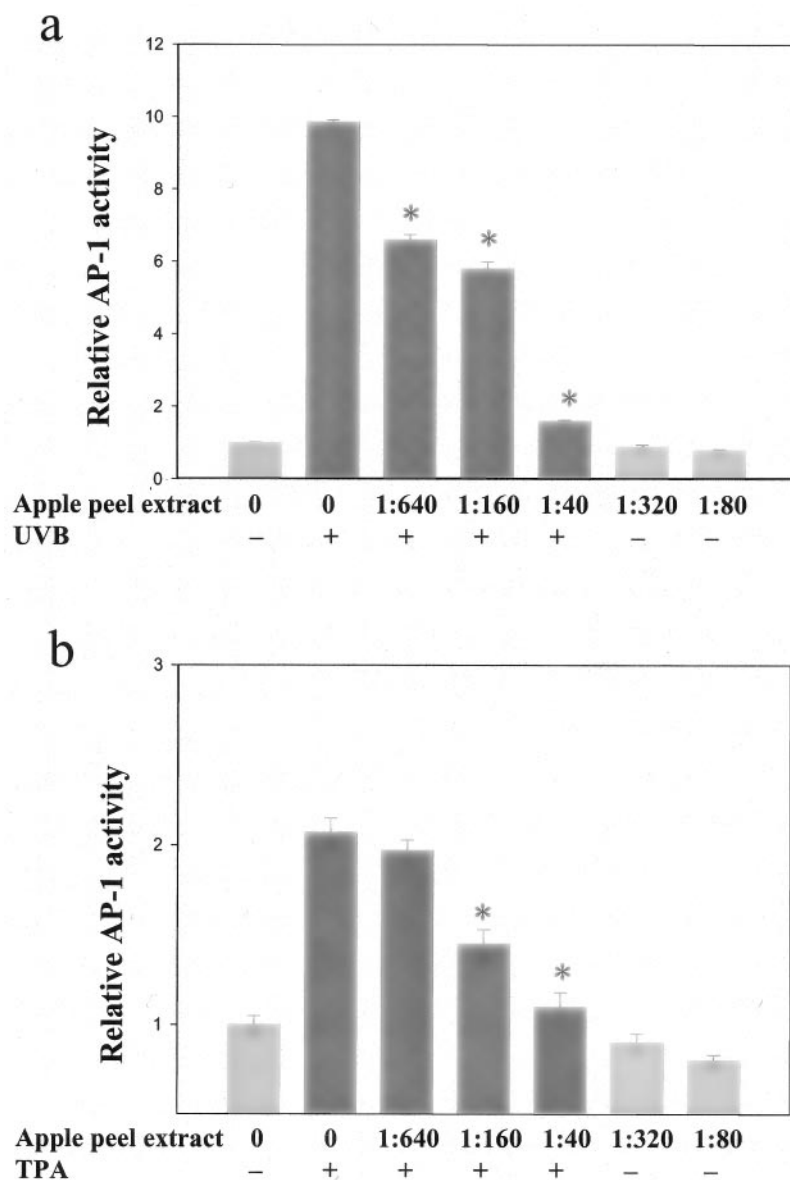 a
12
10
8
6
4
2
0
Relative AP-1 activity
*
*
*
Apple peel extract 0 0 1:640 1:160 1:40 1:320 1:80
UVB – + + + + – –
b
3
2
1
Relative AP-1 activity
*
*
Apple peel extract 0 0 1:640 1:160 1:40 1:320 1:80
TPA – + + + + – –